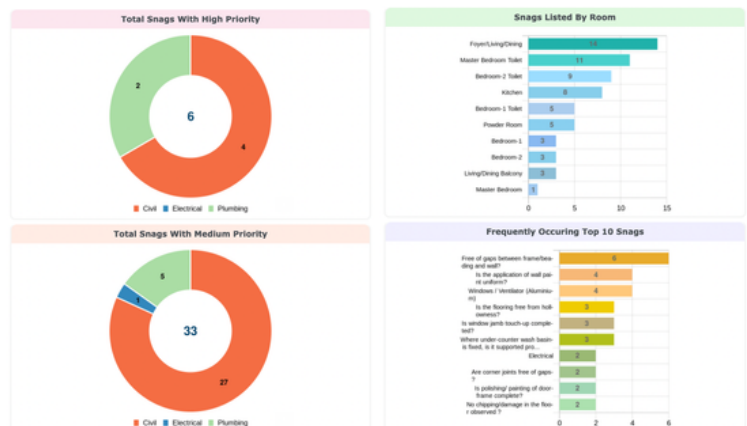 Total Snags With High Priority
2
6
4
Civil Electrical Plumbing
Snags Listed By Room
Foyer/Living/Dining 14
Master Bedroom Toilet 11
Bedroom-2 Toilet 9
Kitchen 8
Bedroom-1 Toilet 5
Powder Room 5
Bedroom-1 3
Bedroom-2 3
Living/Dining Balcony 3
Master Bedroom 1
0 5 10 15
Total Snags With Medium Priority
5
1
33
27
Civil Electrical Plumbing
Frequently Occuring Top 10 Snags
Free of gaps between frame/bea-
ding and wall? 6
Is the application of wall pai-
nt uniform? 4
Windows / Ventilator (Aluminiu-
m) 4
Is the flooring free from holl-
owness? 3
Is window jamb touch-up comple-
ted? 3
Where under-counter wash basin-
is fixed, is it supported pro... 3
Electrical 2
Are corner joints free of gaps-
? 2
Is polishing/ painting of door-
frame complete? 2
No chipping/damage in the floo-
r observed ? 2
0 2 4 6